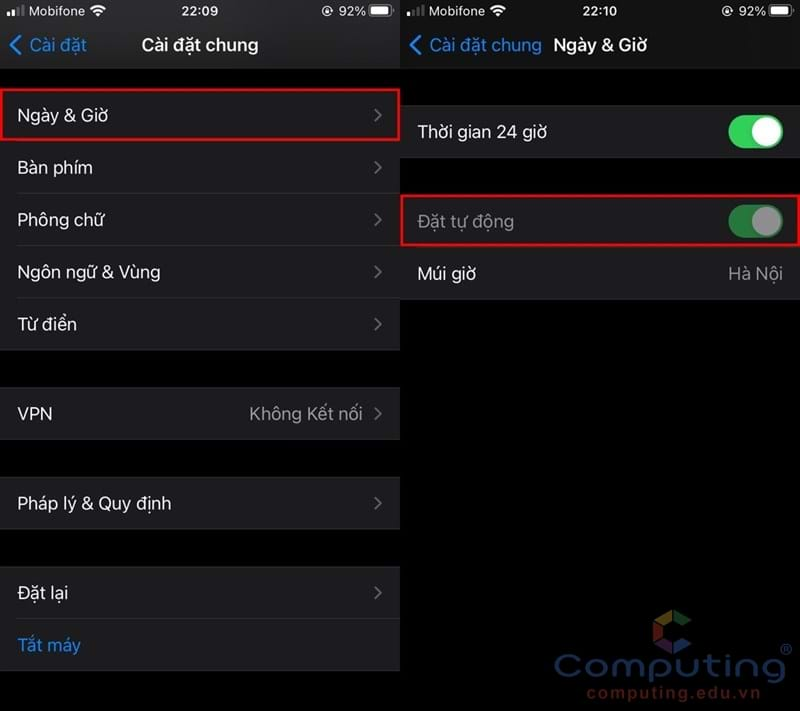 Mobifone 22:09 92%
Cài đặt Cài đặt chung
Ngày & Giờ
Bàn phím
Phông chữ
Ngôn ngữ & Vùng
Từ điển
VPN Không Kết nối
Pháp lý & Quy định
Đặt lại
Tắt máy
Mobifone 22:10 92%
Cài đặt chung Ngày & Giờ
Thời gian 24 giờ
Đặt tự động
Múi giờ Hà Nội
Computing®
computing.edu.vn